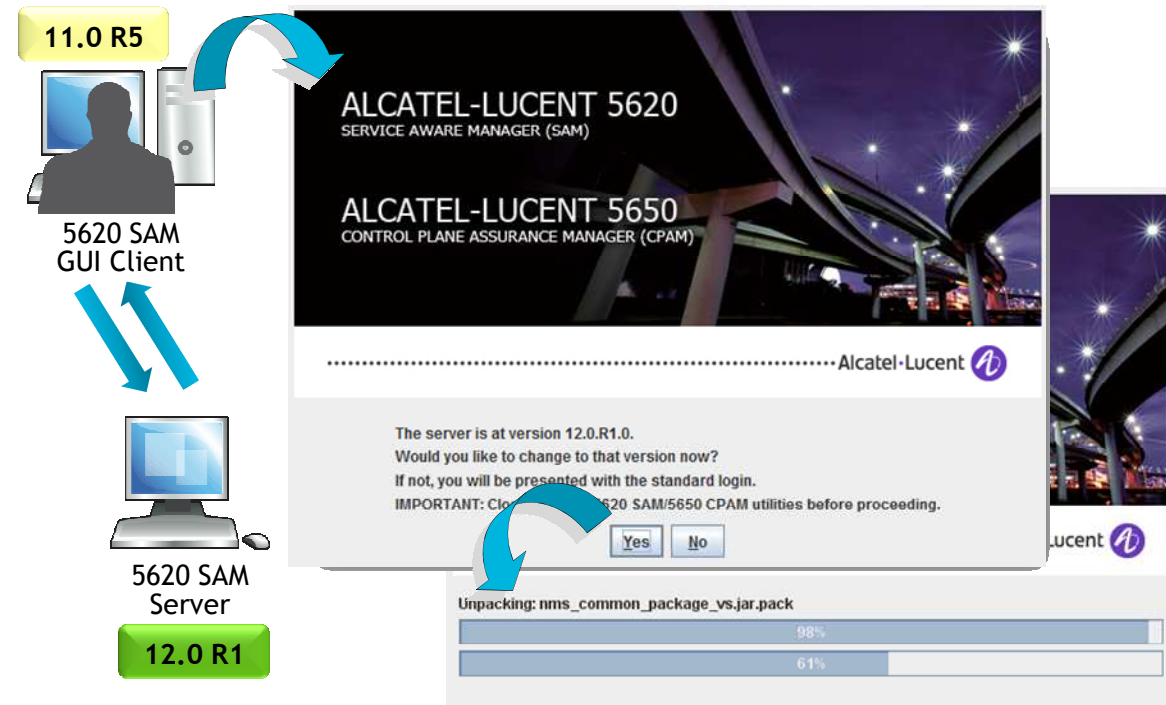 11.0 R5
5620 SAM
GUI Client
5620 SAM
Server
12.0 R1
ALCATEL-LUCENT 5620
SERVICE AWARE MANAGER (SAM)
ALCATEL-LUCENT 5650
CONTROL PLANE ASSURANCE MANAGER (CPAM)
Alcatel·Lucent
The server is at version 12.0.R1.0.
Would you like to change to that version now?
If not, you will be presented with the standard login.
IMPORTANT: Clo 620 SAM/5650 CPAM utilities before proceeding.
Yes No
ucent
Unpacking: nms_common_package_vs.jar.pack
98%
61%